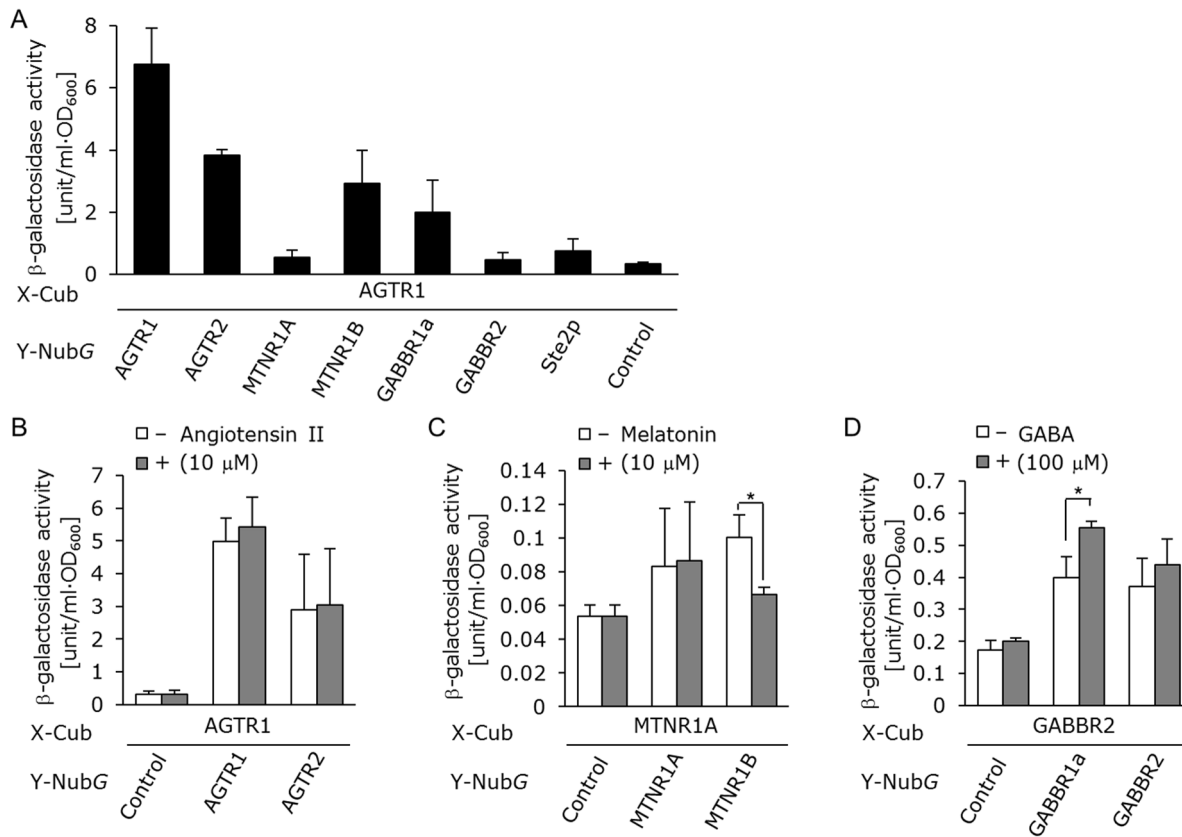 A
β-galactosidase activity
[unit/ml·OD600]
8
6
4
2
0
X-Cub
AGTR1
Y-NubG
AGTR1
AGTR2
MTNR1A
MTNR1B
GABBR1a
GABBR2
Ste2p
Control
B
– Angiotensin II
+ (10 μM)
β-galactosidase activity
[unit/ml·OD600]
7
6
5
4
3
2
1
0
X-Cub
AGTR1
Y-NubG
Control
AGTR1
AGTR2
C
– Melatonin
+ (10 μM)
β-galactosidase activity
[unit/ml·OD600]
0.14
0.12
0.1
0.08
0.06
0.04
0.02
0
*
X-Cub
MTNR1A
Y-NubG
Control
MTNR1A
MTNR1B
D
– GABA
+ (100 μM)
β-galactosidase activity
[unit/ml·OD600]
0.7
0.6
0.5
0.4
0.3
0.2
0.1
0
*
X-Cub
GABBR2
Y-NubG
Control
GABBR1a
GABBR2